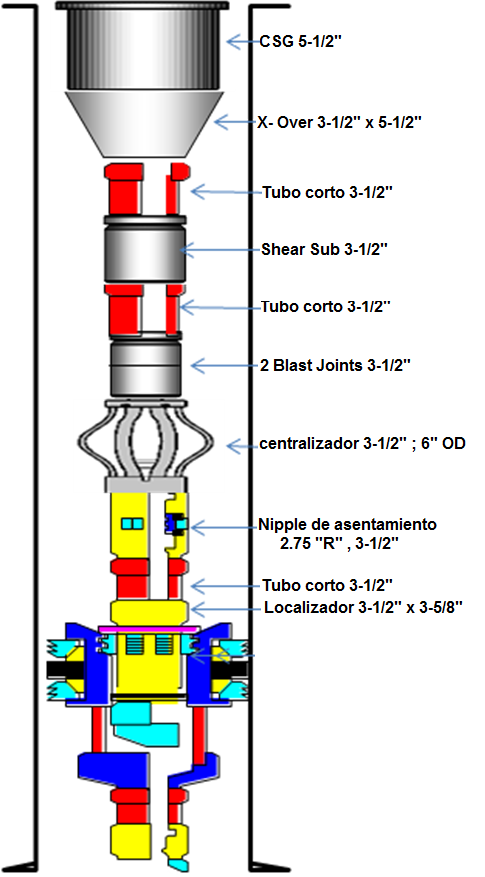 CSG 5-1/2"
X- Over 3-1/2" x 5-1/2"
Tubo corto 3-1/2"
Shear Sub 3-1/2"
Tubo corto 3-1/2"
2 Blast Joints 3-1/2"
centralizador 3-1/2" ; 6" OD
Nipple de asentamiento
2.75 "R" , 3-1/2"
Tubo corto 3-1/2"
Localizador 3-1/2" x 3-5/8"